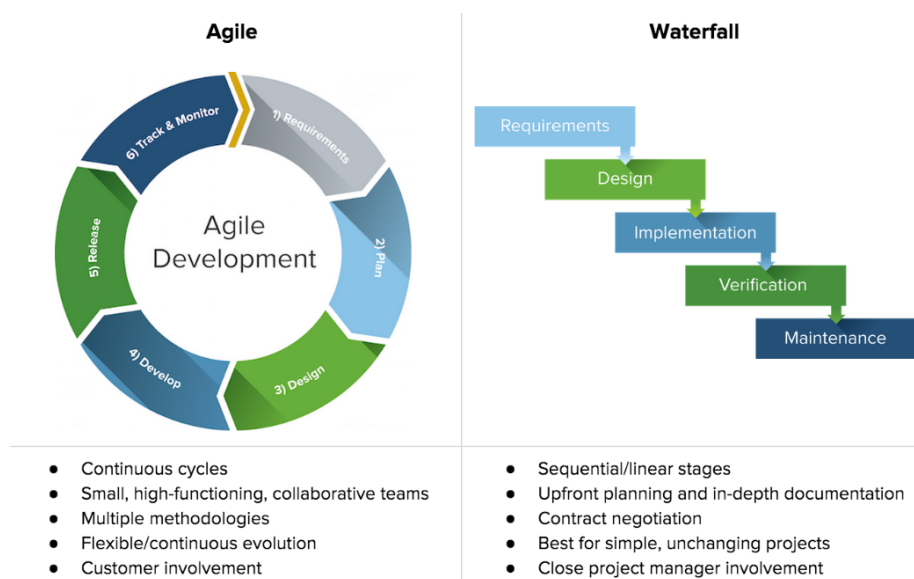 Agile
1) Requirements
2) Plan
3) Design
4) Develop
5) Release
6) Track & Monitor
Agile
Development
● Continuous cycles
● Small, high-functioning, collaborative teams
● Multiple methodologies
● Flexible/continuous evolution
● Customer involvement
Waterfall
Requirements
Design
Implementation
Verification
Maintenance
● Sequential/linear stages
● Upfront planning and in-depth documentation
● Contract negotiation
● Best for simple, unchanging projects
● Close project manager involvement